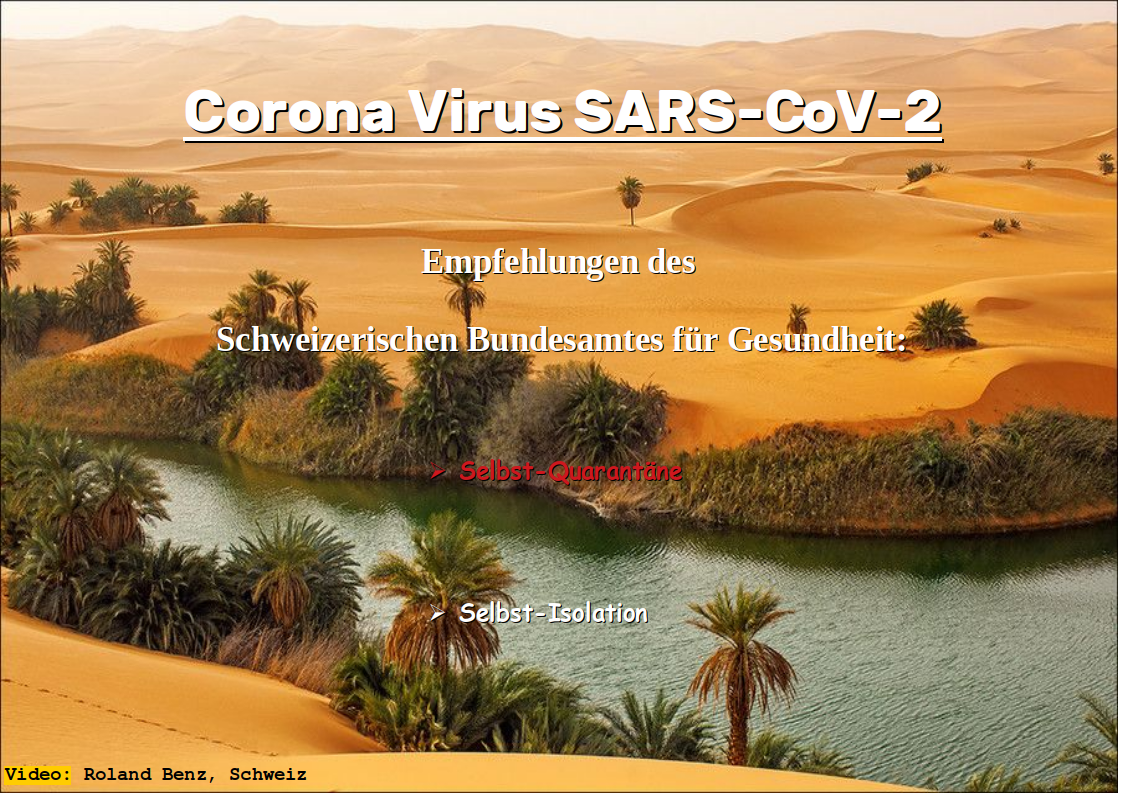 Corona Virus SARS-CoV-2
Empfehlungen des
Schweizerischen Bundesamtes für Gesundheit:
➢ Selbst-Quarantäne
➢ Selbst-Isolation
Video: Roland Benz, Schweiz